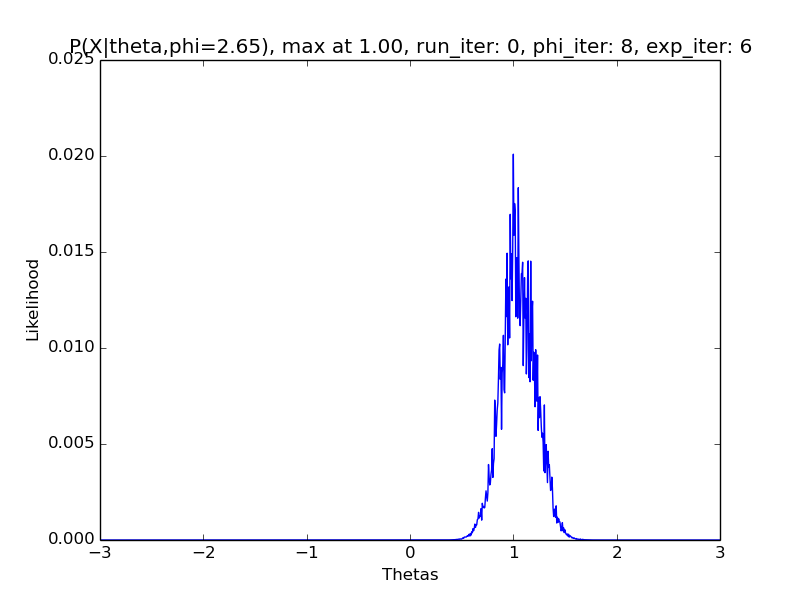 P(X|theta,phi=2.65), max at 1.00, run_iter: 0, phi_iter: 8, exp_iter: 6
0.025
0.020
0.015
0.010
0.005
0.000
Likelihood
−3 −2 −1 0 1 2 3
Thetas